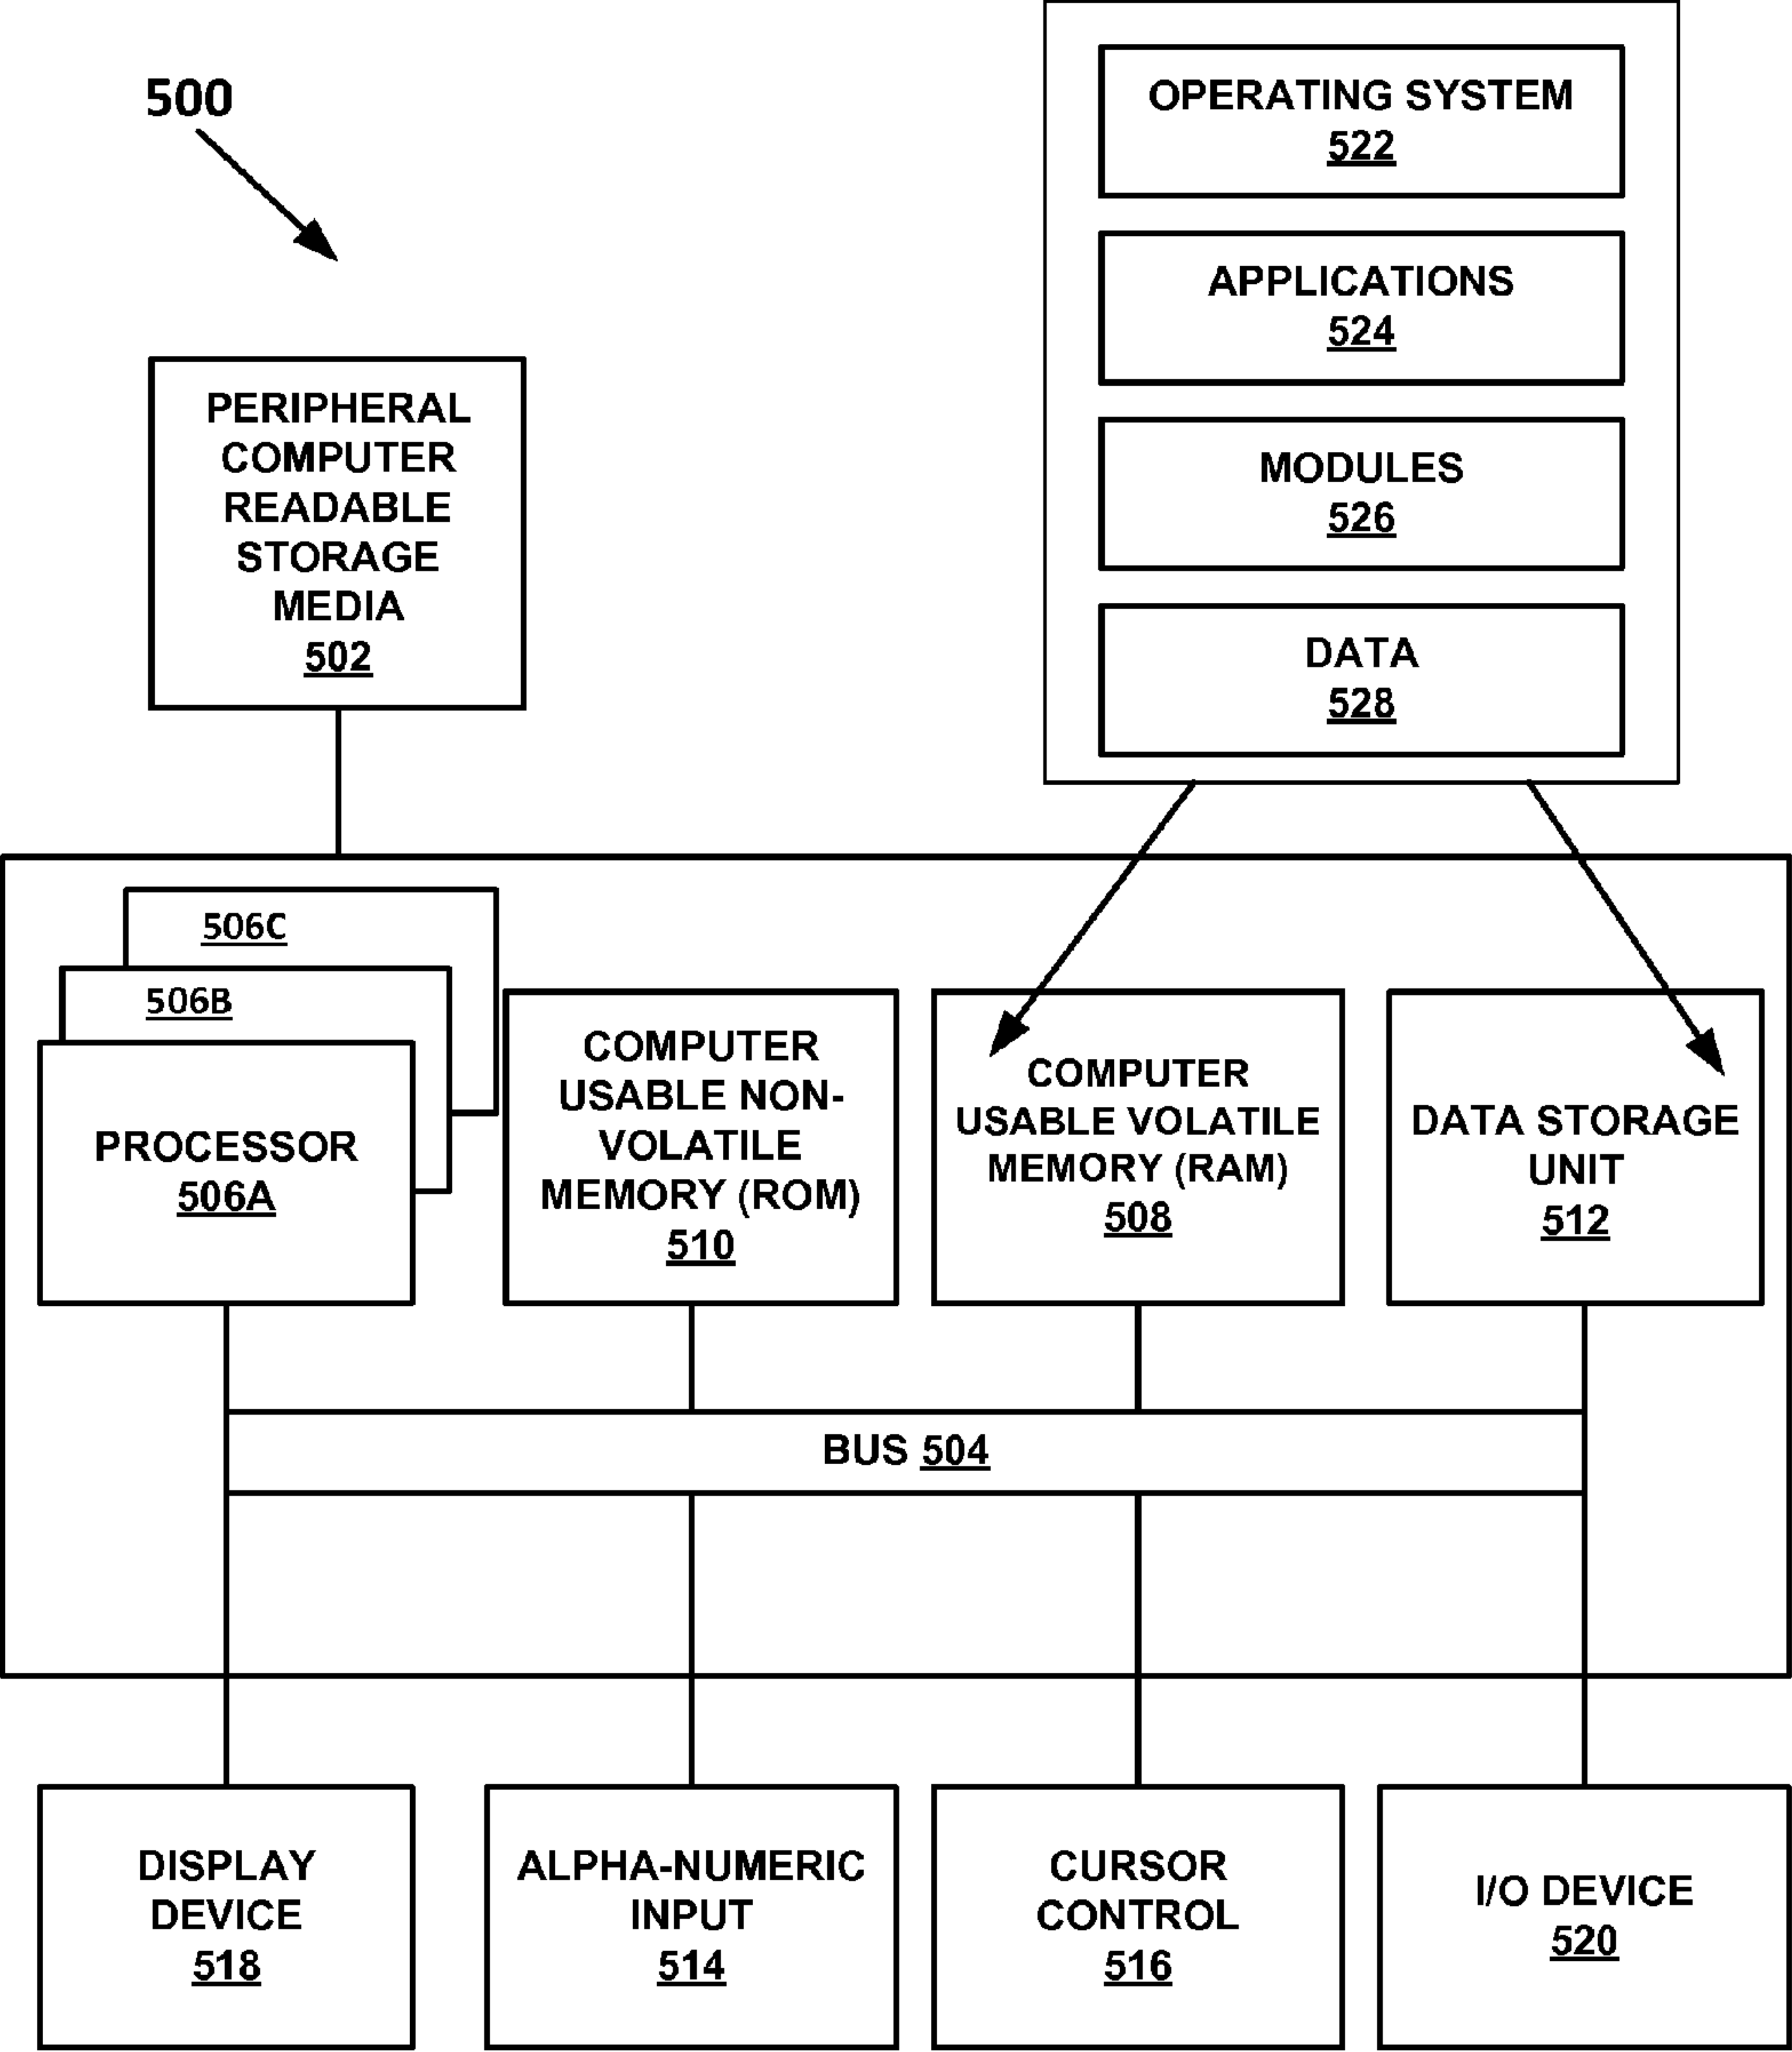 500
OPERATING SYSTEM
522
APPLICATIONS
524
MODULES
526
DATA
528
PERIPHERAL
COMPUTER
READABLE
STORAGE
MEDIA
502
506C
506B
PROCESSOR
506A
COMPUTER
USABLE NON-
VOLATILE
MEMORY (ROM)
510
COMPUTER
USABLE VOLATILE
MEMORY (RAM)
508
DATA STORAGE
UNIT
512
BUS 504
DISPLAY
DEVICE
518
ALPHA-NUMERIC
INPUT
514
CURSOR
CONTROL
516
I/O DEVICE
520